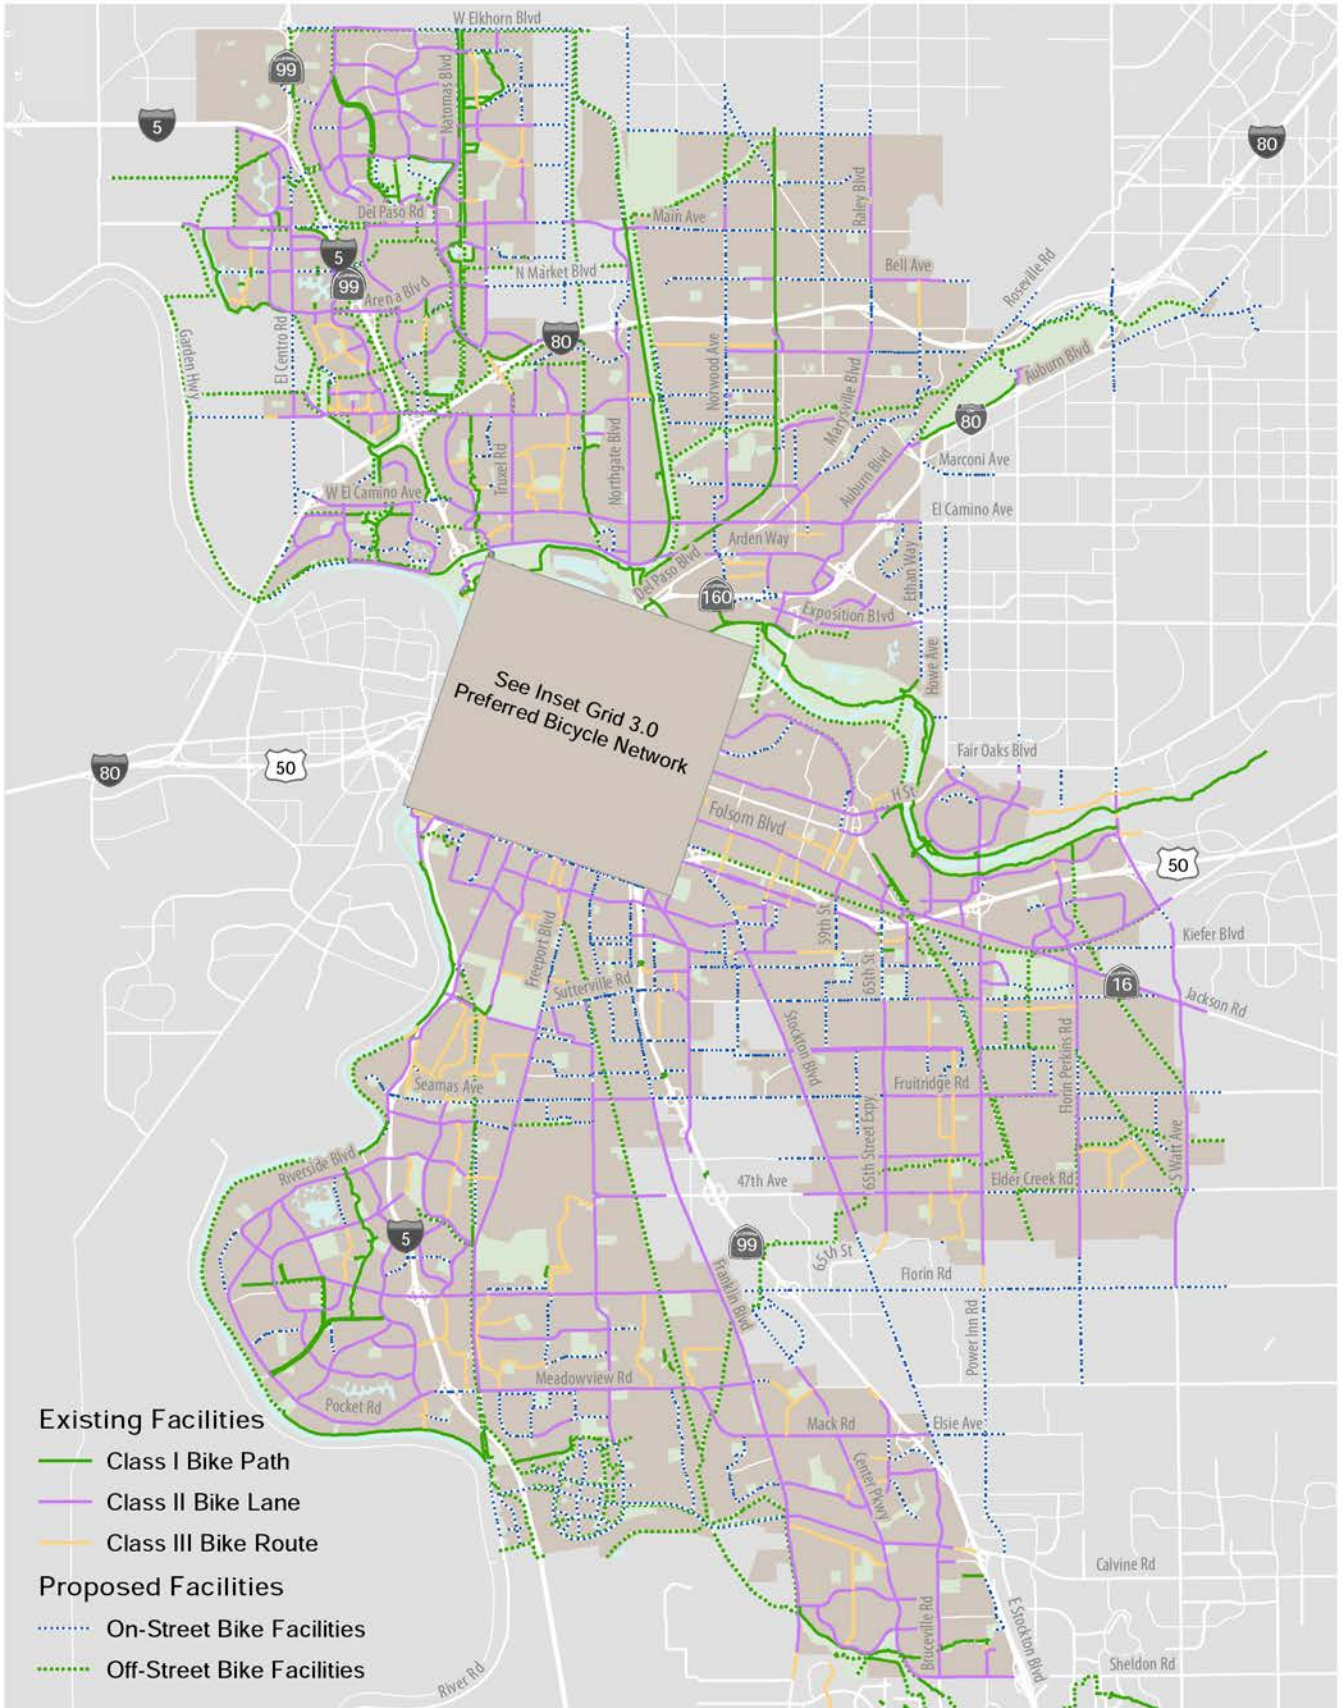 W Elkhorn Blvd
99
Natomas Blvd
5
80
Del Paso Rd
Main Ave
Raley Blvd
5
99
N Market Blvd
Bell Ave
Roseville Rd
Arena Blvd
Garden Hwy
El Centro Rd
80
Norwood Ave
Marysville Blvd
Auburn Blvd
80
Truxel Rd
Northgate Blvd
Auburn Blvd
Marconi Ave
W El Camino Ave
El Camino Ave
Arden Way
Del Paso Blvd
Ethan Way
160
Exposition Blvd
Howe Ave
See Inset Grid 3.0
Preferred Bicycle Network
80
50
Fair Oaks Blvd
H St
Folsom Blvd
50
59th St
Freeport Blvd
Kiefer Blvd
65th St
Sutterville Rd
16
Jackson Rd
Stockton Blvd
Florin Perkins Rd
Seamas Ave
Fruitridge Rd
65th Street Expy
S Watt Ave
Riverside Blvd
47th Ave
Elder Creek Rd
5
99
65th St
Florin Rd
Franklin Blvd
Power Inn Rd
Meadowview Rd
Pocket Rd
Mack Rd
Elsie Ave
Center Pkwy
Calvine Rd
Bruceville Rd
E Stockton Blvd
Sheldon Rd
River Rd
Existing Facilities
Class I Bike Path
Class II Bike Lane
Class III Bike Route
Proposed Facilities
On-Street Bike Facilities
Off-Street Bike Facilities